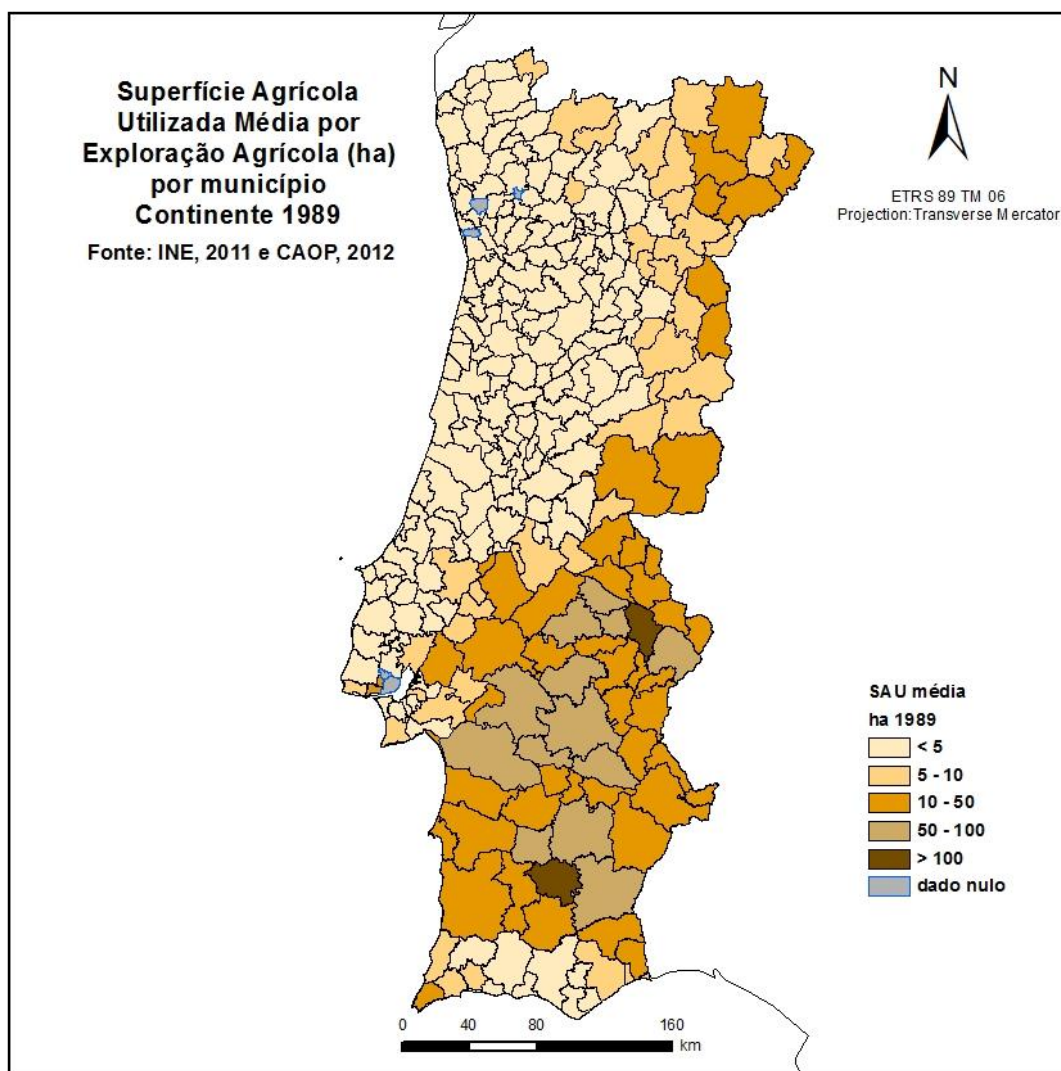 Superfície Agrícola
Utilizada Média por
Exploração Agrícola (ha)
por município
Continente 1989
Fonte: INE, 2011 e CAOP, 2012
N
ETRS 89 TM 06
Projection: Transverse Mercator
SAU média
ha 1989
< 5
5 - 10
10 - 50
50 - 100
> 100
dado nulo
0 40 80 160
km